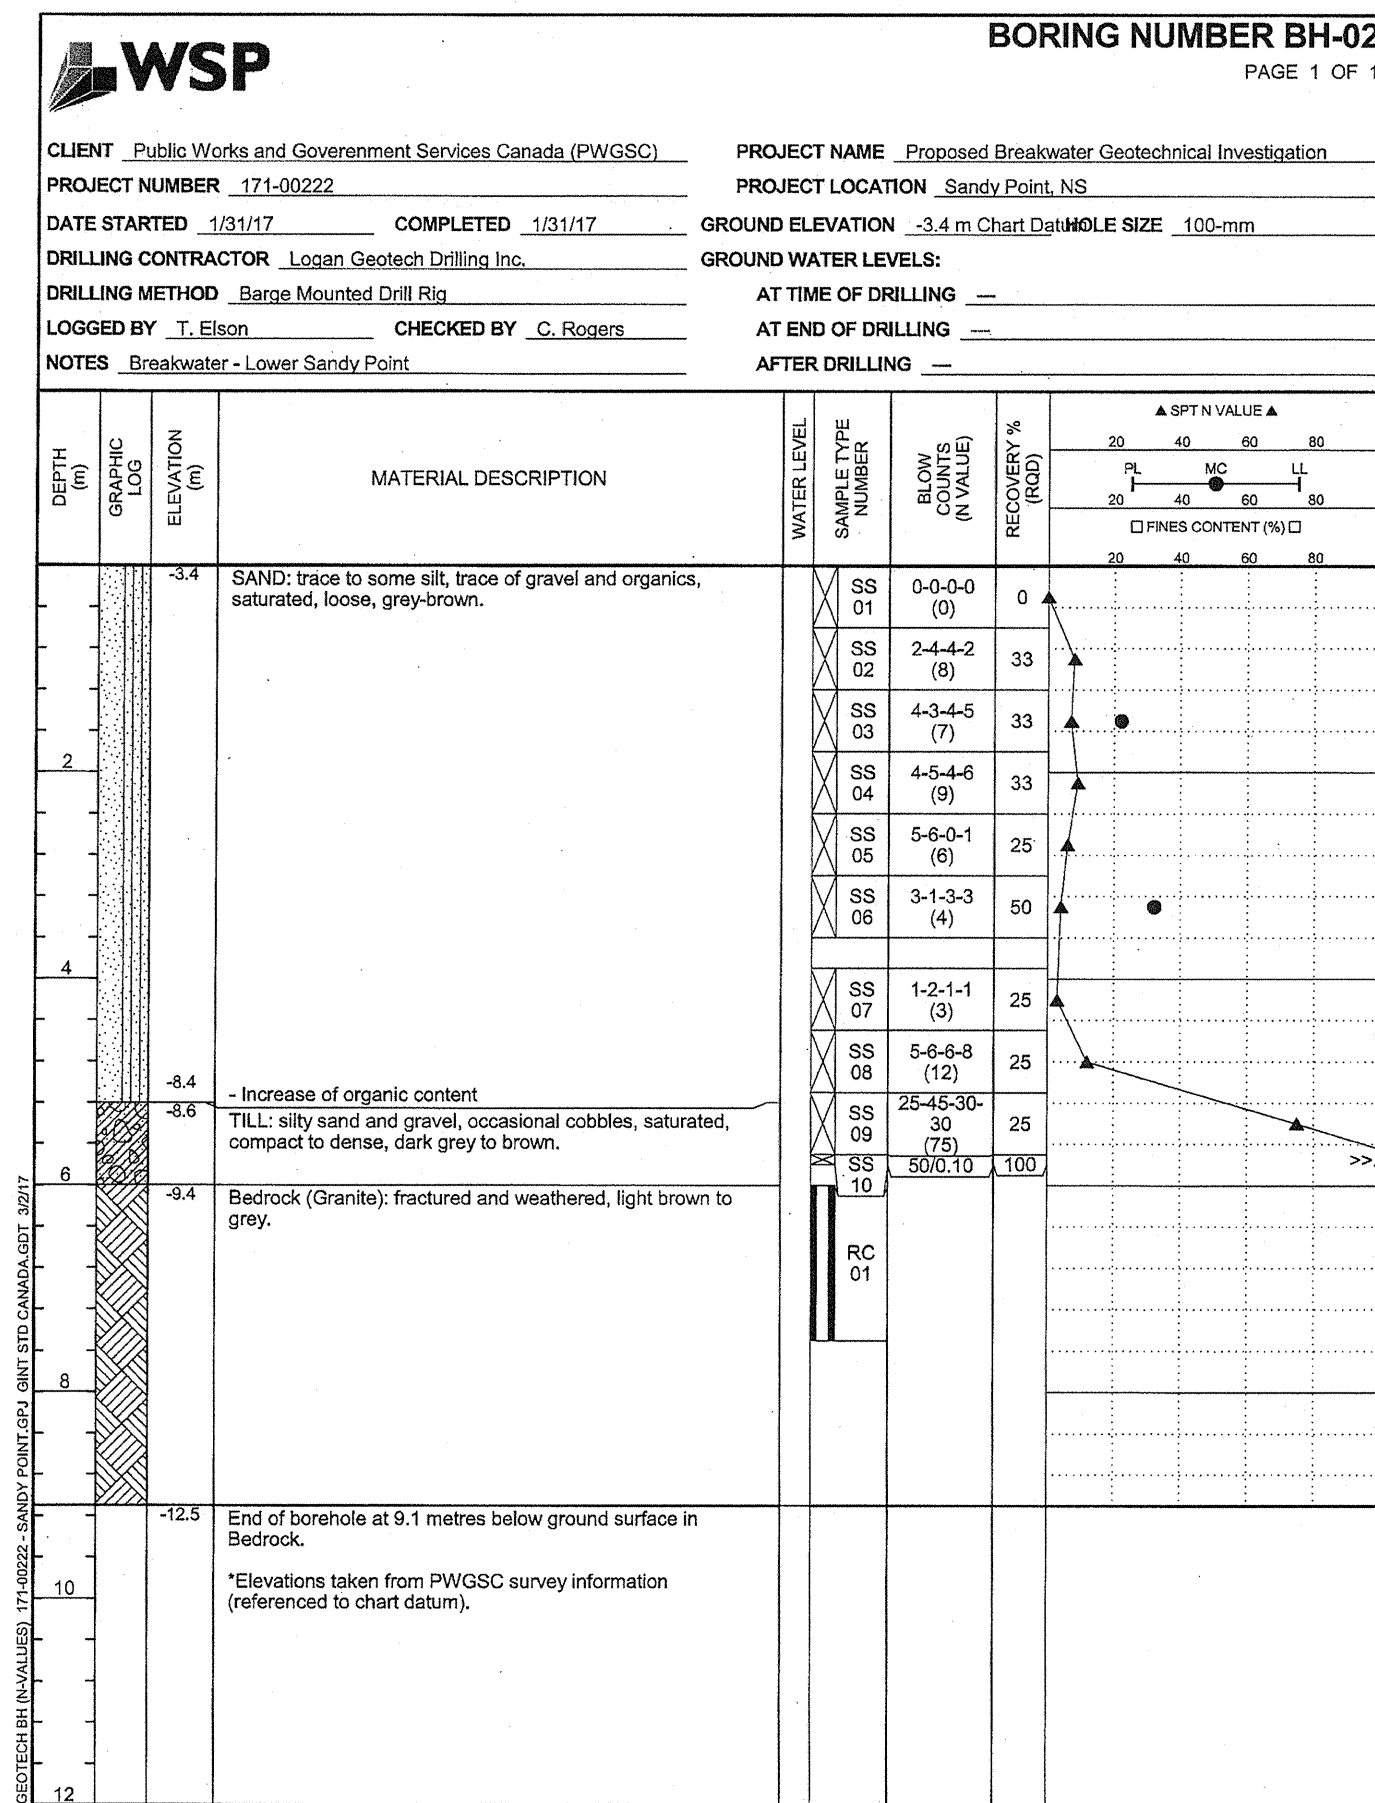 WSP
BORING NUMBER BH-02
PAGE 1 OF 1
CLIENT Public Works and Goverenment Services Canada (PWGSC)
PROJECT NAME Proposed Breakwater Geotechnical Investigation
PROJECT NUMBER 171-00222
PROJECT LOCATION Sandy Point, NS
DATE STARTED 1/31/17 COMPLETED 1/31/17
GROUND ELEVATION -3.4 m Chart Datum HOLE SIZE 100-mm
DRILLING CONTRACTOR Logan Geotech Drilling Inc.
GROUND WATER LEVELS:
DRILLING METHOD Barge Mounted Drill Rig
AT TIME OF DRILLING —
LOGGED BY T. Elson CHECKED BY C. Rogers
AT END OF DRILLING —
NOTES Breakwater - Lower Sandy Point
AFTER DRILLING —
DEPTH
(m)
GRAPHIC
LOG
ELEVATION
(m)
MATERIAL DESCRIPTION
WATER LEVEL
SAMPLE TYPE
NUMBER
BLOW
COUNTS
(N VALUE)
RECOVERY %
(RQD)
▲ SPT N VALUE ▲
20 40 60 80
PL MC LL
20 40 60 80
□ FINES CONTENT (%) □
20 40 60 80
-3.4
SAND: trace to some silt, trace of gravel and organics,
saturated, loose, grey-brown.
SS
01
0-0-0-0
(0)
0
SS
02
2-4-4-2
(8)
33
SS
03
4-3-4-5
(7)
33
2
SS
04
4-5-4-6
(9)
33
SS
05
5-6-0-1
(6)
25
SS
06
3-1-3-3
(4)
50
4
SS
07
1-2-1-1
(3)
25
SS
08
5-6-6-8
(12)
25
-8.4
- Increase of organic content
-8.6
TILL: silty sand and gravel, occasional cobbles, saturated,
compact to dense, dark grey to brown.
SS
09
25-45-30-
30
(75)
25
SS
10
50/0.10
100
>>
6
-9.4
Bedrock (Granite): fractured and weathered, light brown to
grey.
RC
01
8
-12.5
End of borehole at 9.1 metres below ground surface in
Bedrock.
10
*Elevations taken from PWGSC survey information
(referenced to chart datum).
12
GEOTECH BH (N-VALUES) 171-00222 - SANDY POINT.GPJ GINT STD CANADA.GDT 3/2/17